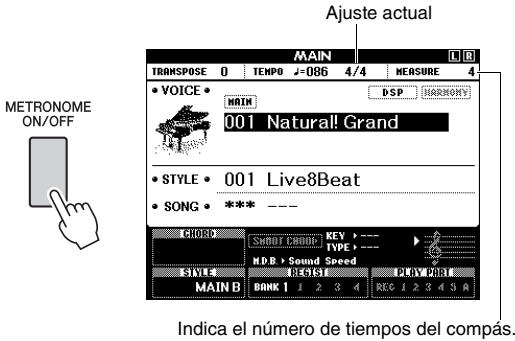 Ajuste actual
MAIN
L R
TRANSPOSE 0 TEMPO ♩=086 4/4 MEASURE 4
METRONOME
ON/OFF
VOICE
DSP HARMONY
MAIN
001 Natural! Grand
STYLE 001 Live8Beat
SONG *** ---
CHORD
SMART CHORD KEY ---
TYPE ---
M.D.B. Sound Speed
STYLE REGIST PLAY PART
MAIN B BANK 1 1 2 3 4 REC 1 2 3 4 5 A
Indica el número de tiempos del compás.